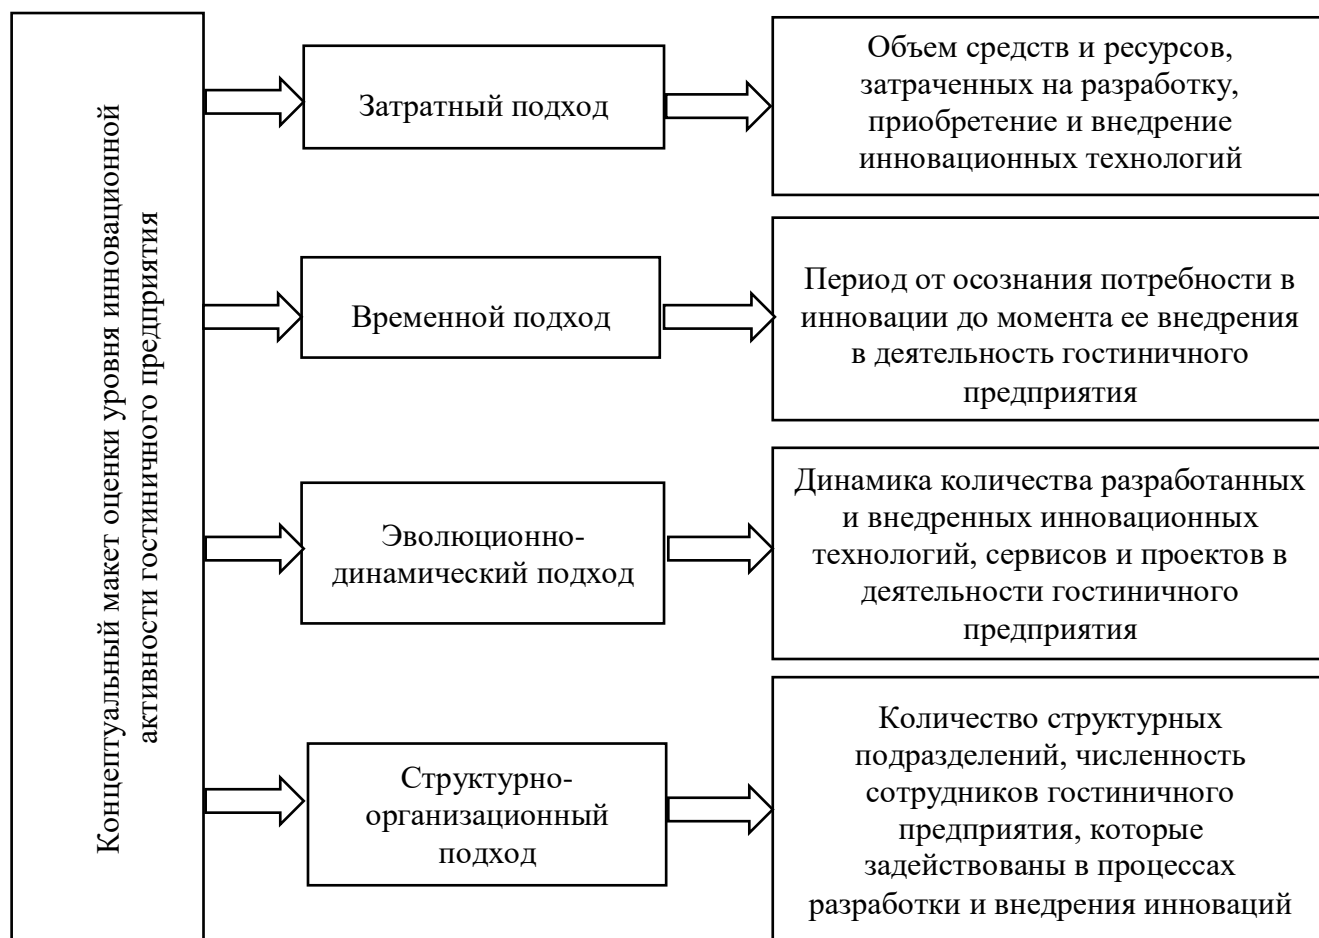 Концептуальный макет оценки уровня инновационной
активности гостиничного предприятия
Затратный подход
Объем средств и ресурсов,
затраченных на разработку,
приобретение и внедрение
инновационных технологий
Временной подход
Период от осознания потребности в
инновации до момента ее внедрения
в деятельность гостиничного
предприятия
Эволюционно-
динамический подход
Динамика количества разработанных
и внедренных инновационных
технологий, сервисов и проектов в
деятельности гостиничного
предприятия
Структурно-
организационный
подход
Количество структурных
подразделений, численность
сотрудников гостиничного
предприятия, которые
задействованы в процессах
разработки и внедрения инноваций